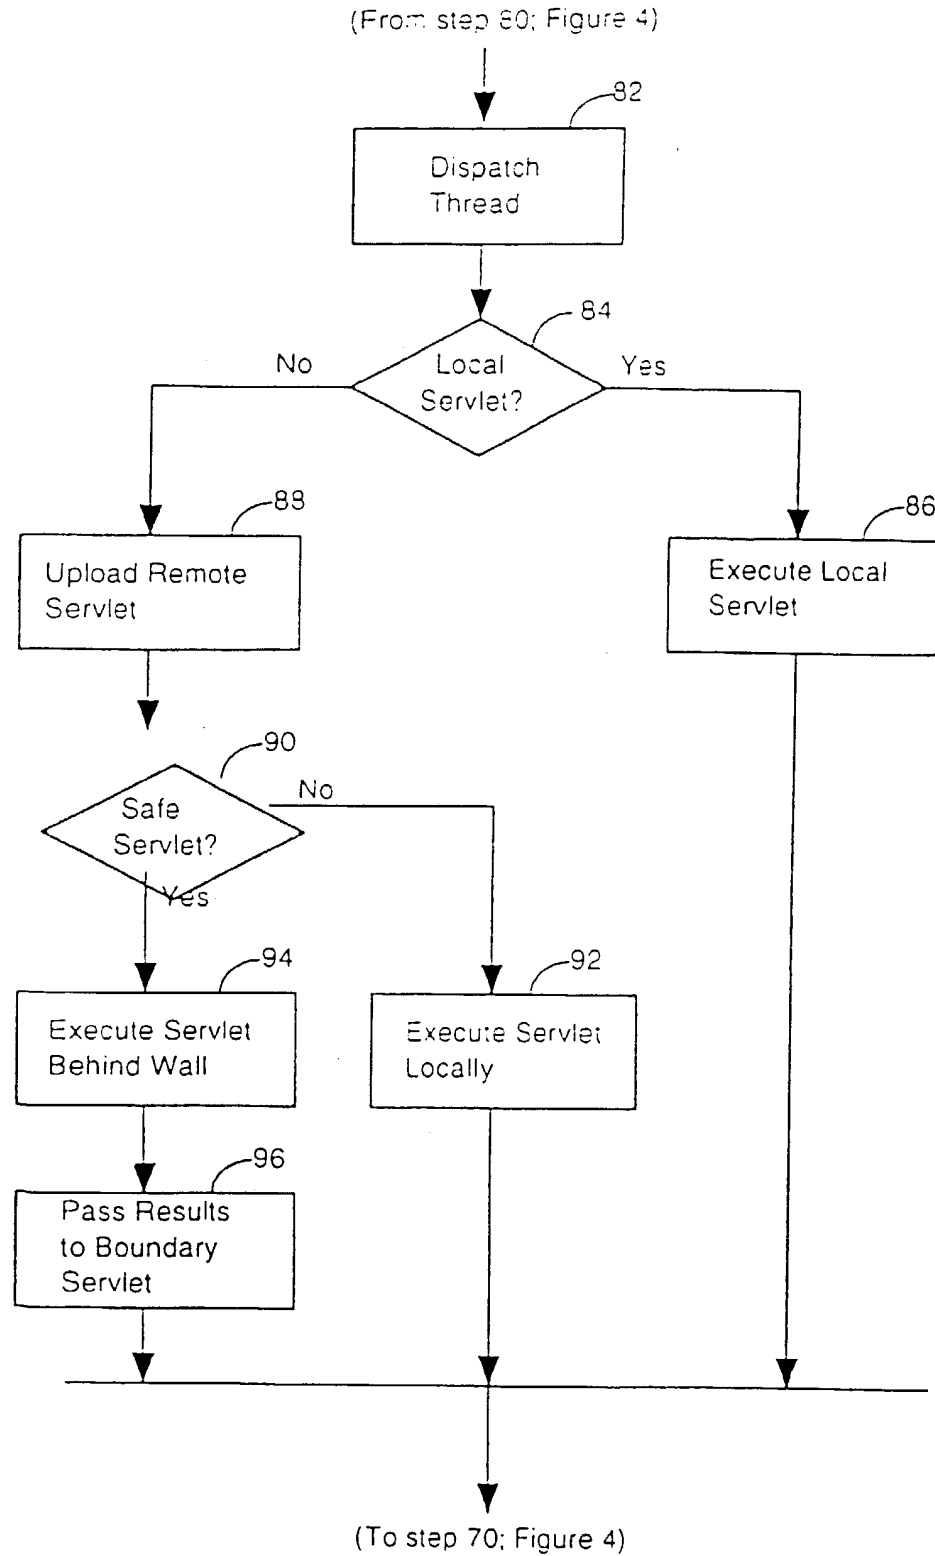 (From step 80; Figure 4)
82
Dispatch
Thread
84
Local
Servlet?
No
Yes
88
Upload Remote
Servlet
86
Execute Local
Servlet
90
Safe
Servlet?
No
Yes
94
Execute Servlet
Behind Wall
92
Execute Servlet
Locally
96
Pass Results
to Boundary
Servlet
(To step 70; Figure 4)